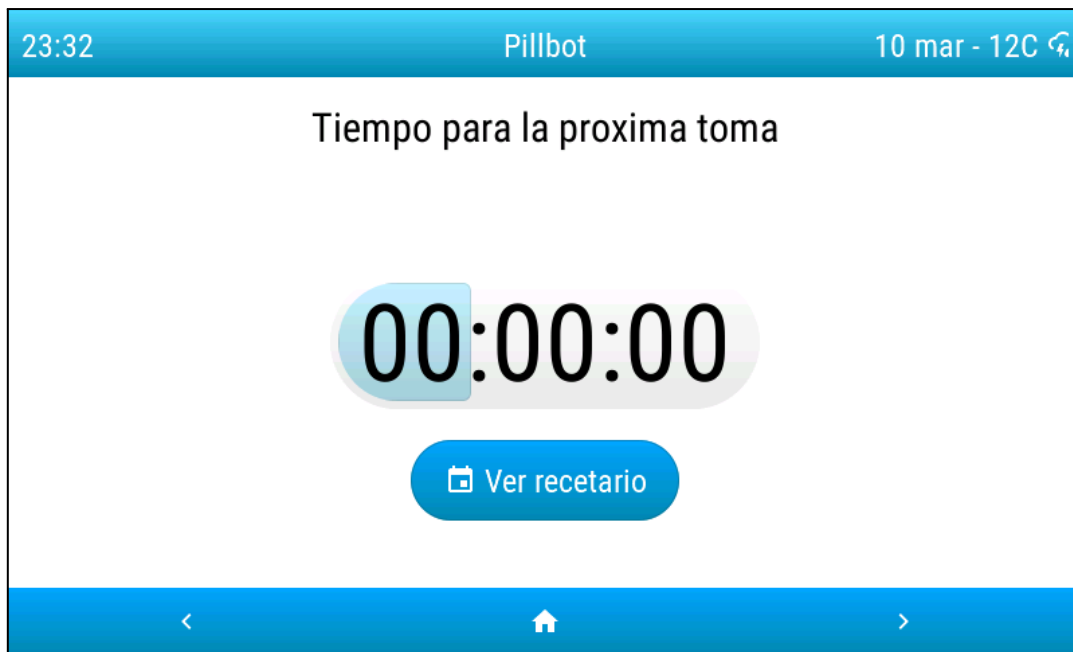 23:32 Pillbot 10 mar - 12C
Tiempo para la proxima toma
00:00:00
Ver recetario